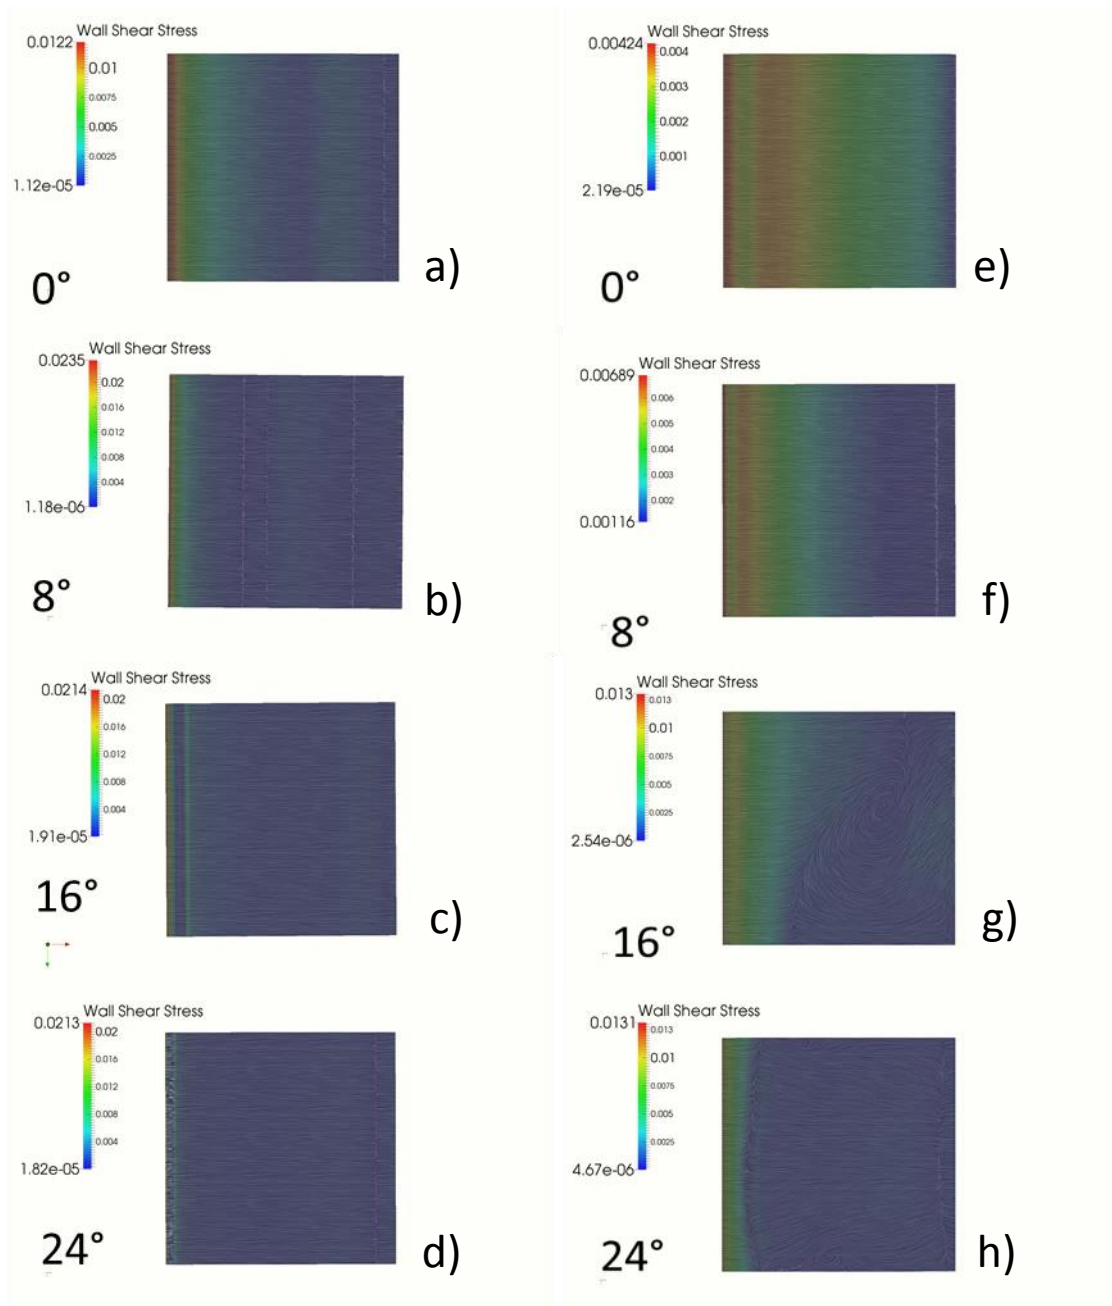 Wall Shear Stress
0.0122
0.01
0.0075
0.005
0.0025
1.12e-05
a)
0°
Wall Shear Stress
0.00424
0.004
0.003
0.002
0.001
2.19e-05
e)
0°
Wall Shear Stress
0.0235
0.02
0.016
0.012
0.008
0.004
1.18e-06
b)
8°
Wall Shear Stress
0.00689
0.006
0.005
0.004
0.003
0.002
0.00116
f)
8°
Wall Shear Stress
0.0214
0.02
0.016
0.012
0.008
0.004
1.91e-05
16°
c)
Wall Shear Stress
0.013
0.013
0.01
0.0075
0.005
0.0025
2.54e-06
g)
16°
Wall Shear Stress
0.0213
0.02
0.016
0.012
0.008
0.004
1.82e-05
24°
d)
Wall Shear Stress
0.0131
0.013
0.01
0.0075
0.005
0.0025
4.67e-06
24°
h)